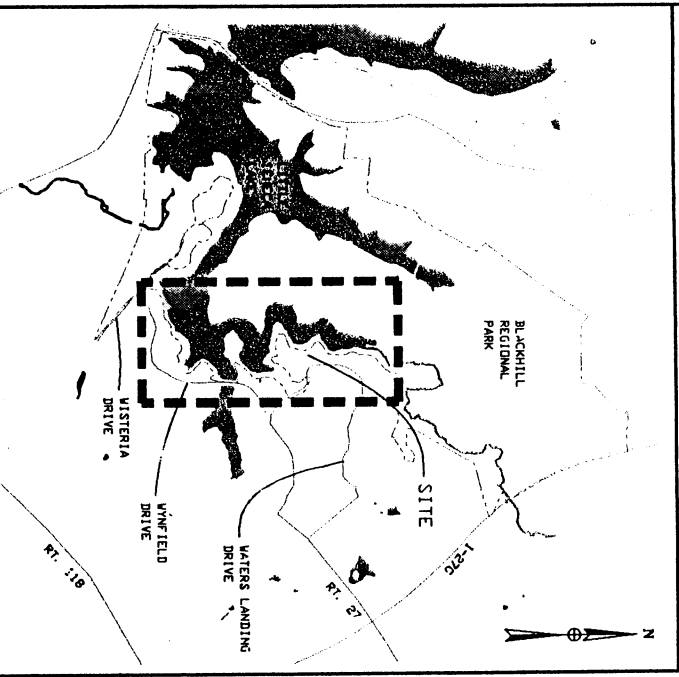 BLACKHILL
REGIONAL
PARK
SITE
I-270
WISTERIA
DRIVE
WYNFIELD
DRIVE
WATERS LANDING
DRIVE
RT. 27
RT. 118
N